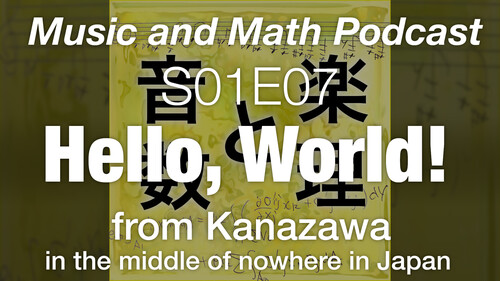 Music and Math Podcast
S01E07
音楽
と
数理
Hello, World!
from Kanazawa
in the middle of nowhere in Japan